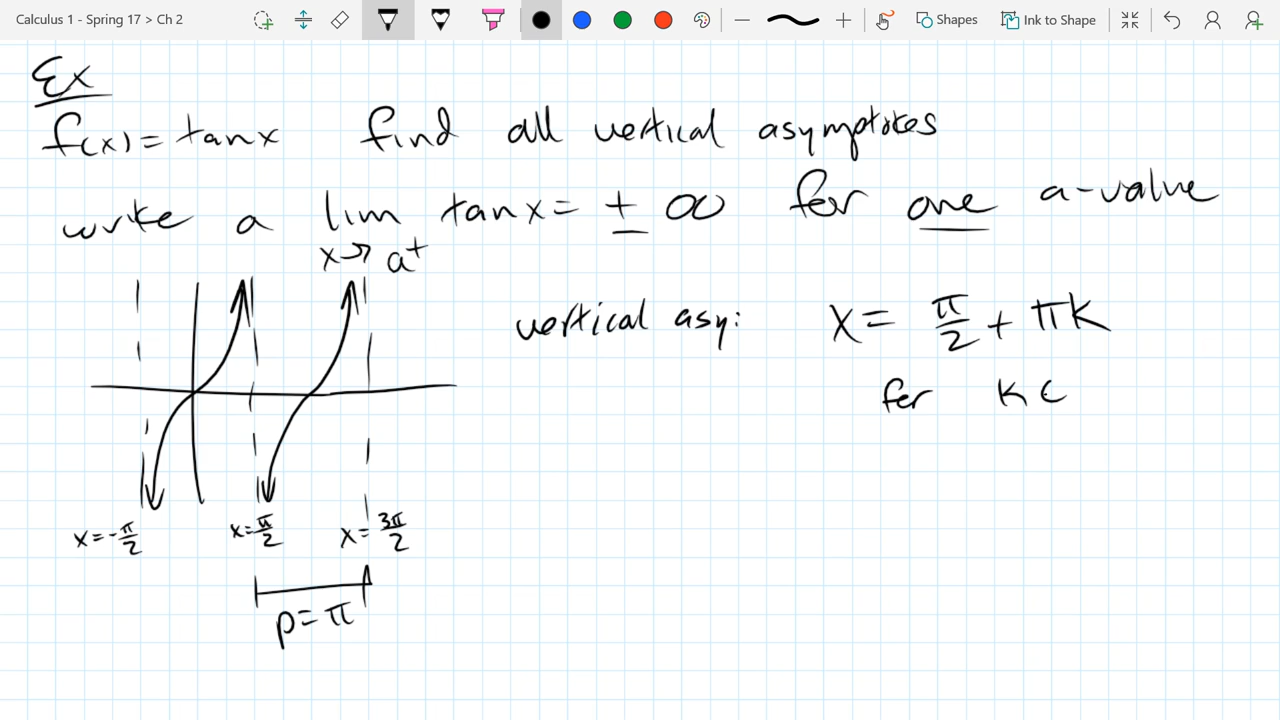 Calculus 1 - Spring 17 > Ch 2
Shapes
Ink to Shape
Ex
f(x) = tan x find all vertical asymptotes
write a lim tan x = ± ∞ for one a-value
x → a⁺
vertical asy: x = π/2 + πk
for k ∈
x = -π/2
x = π/2
x = 3π/2
p = π